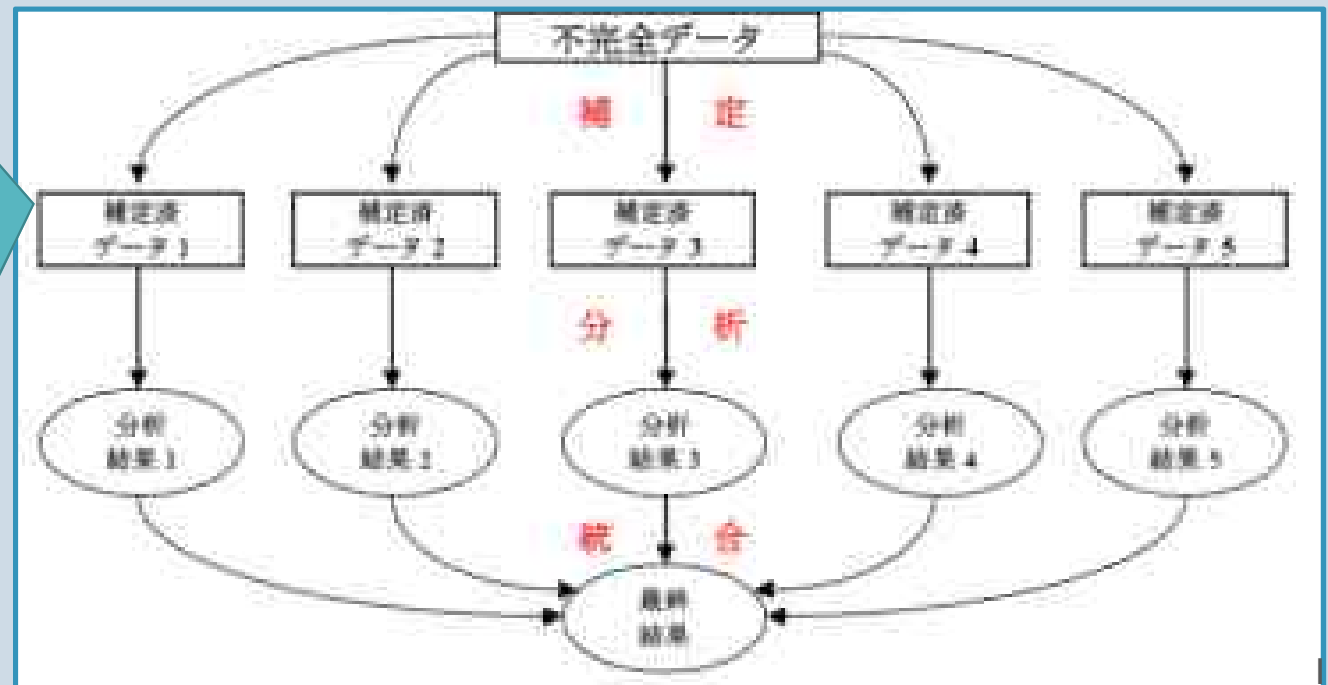 不完全データ
補 定
補定済
データ1
補定済
データ2
補定済
データ3
補定済
データ4
補定済
データ5
分 析
分析
結果1
分析
結果2
分析
結果3
分析
結果4
分析
結果5
統 合
最終
結果